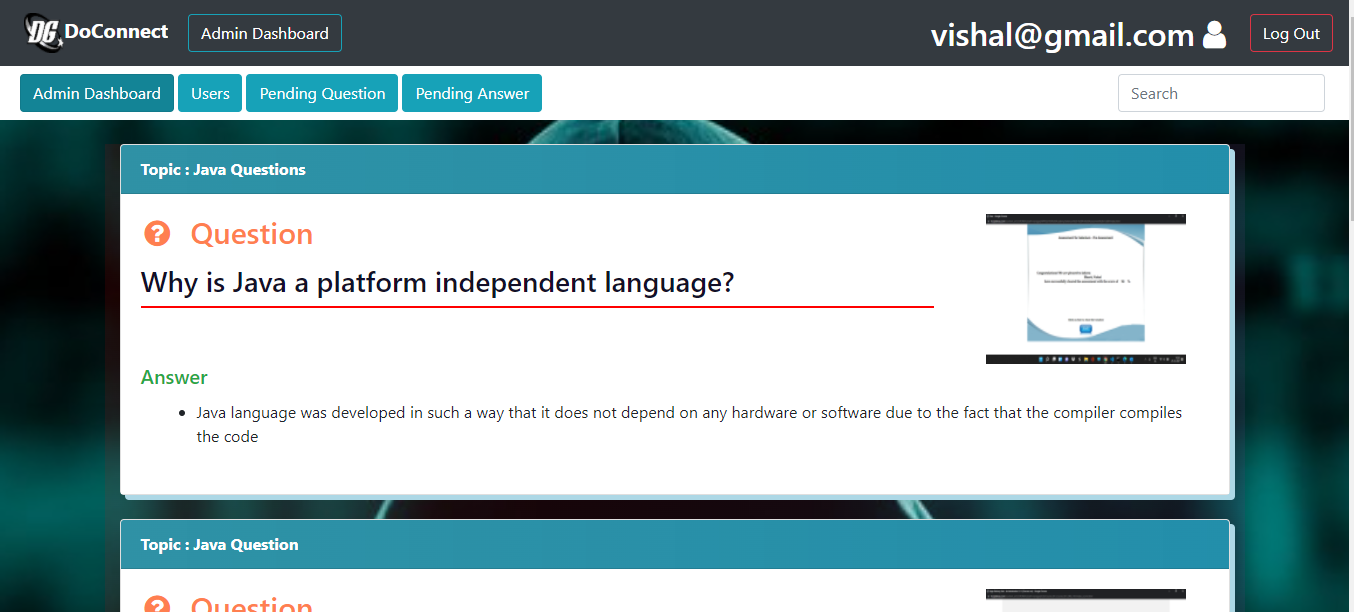 DG DoConnect Admin Dashboard vishal@gmail.com Log Out
Admin Dashboard Users Pending Question Pending Answer Search
Topic : Java Questions
Question
Why is Java a platform independent language?
Answer
Java language was developed in such a way that it does not depend on any hardware or software due to the fact that the compiler compiles
the code
Topic : Java Question
Question